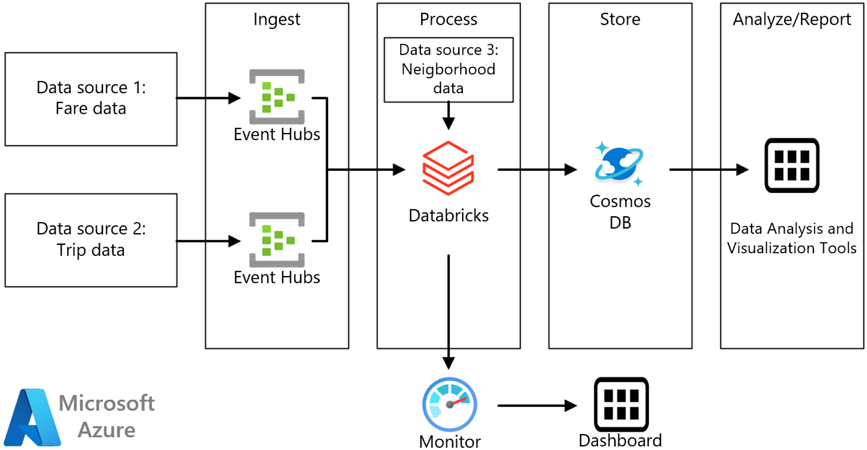 Ingest
Process
Store
Analyze/Report
Data source 1:
Fare data
Event Hubs
Data source 3:
Neigborhood
data
Databricks
Cosmos
DB
Data Analysis and
Visualization Tools
Data source 2:
Trip data
Event Hubs
Microsoft
Azure
Monitor
Dashboard